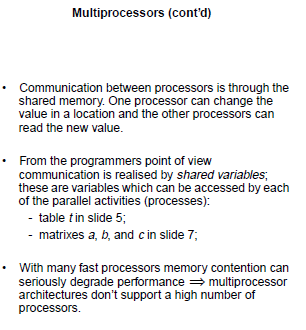 Multiprocessors (cont'd)
• Communication between processors is through the
shared memory. One processor can change the
value in a location and the other processors can
read the new value.
• From the programmers point of view
communication is realised by shared variables;
these are variables which can be accessed by each
of the parallel activities (processes):
- table t in slide 5;
- matrixes a, b, and c in slide 7;
• With many fast processors memory contention can
seriously degrade performance ⟹ multiprocessor
architectures don't support a high number of
processors.